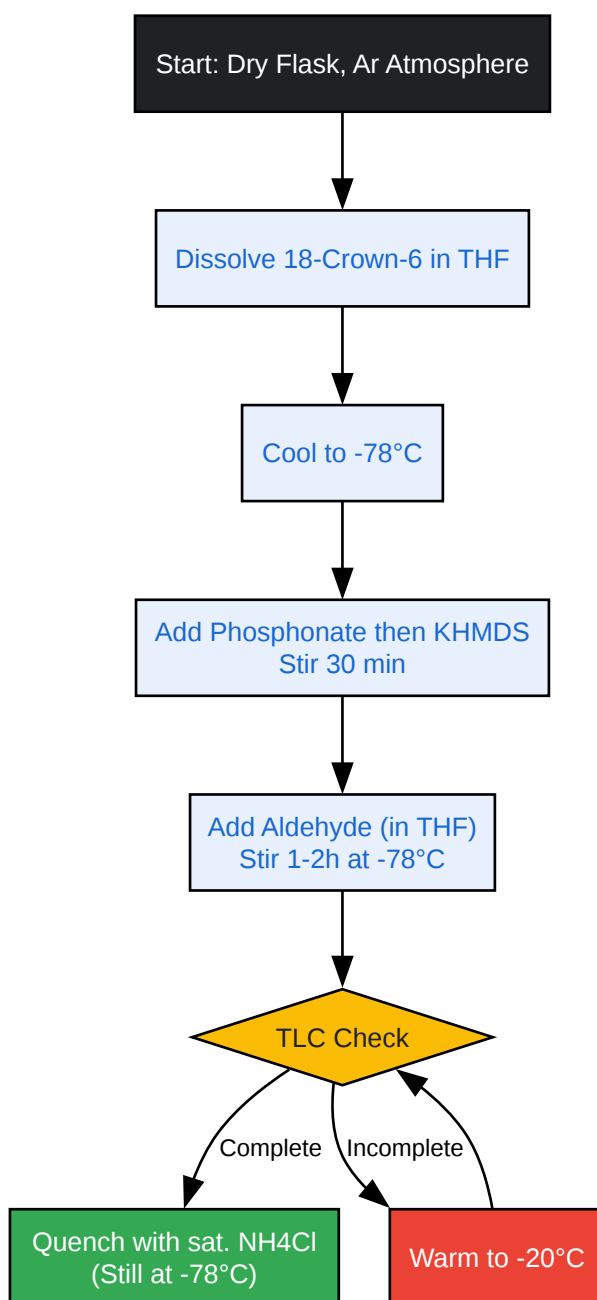 Start: Dry Flask, Ar Atmosphere
Dissolve 18-Crown-6 in THF
Cool to -78°C
Add Phosphonate then KHMDS
Stir 30 min
Add Aldehyde (in THF)
Stir 1-2h at -78°C
TLC Check
Complete
Incomplete
Quench with sat. NH4Cl
(Still at -78°C)
Warm to -20°C